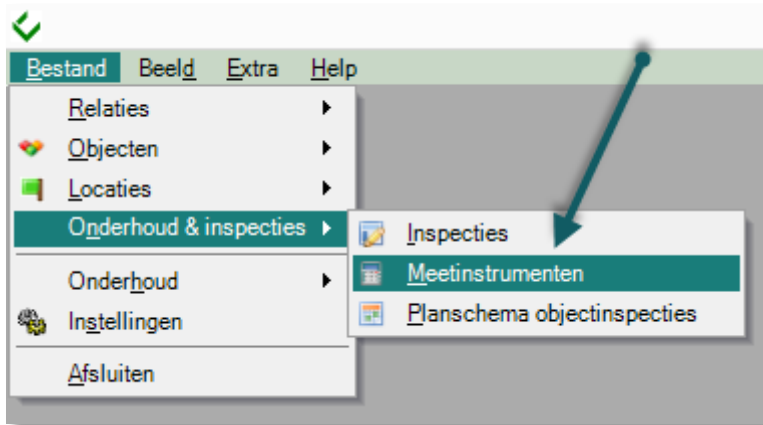 Bestand Beeld Extra Help
Relaties
Objecten
Locaties
Onderhoud & inspecties
Inspecties
Meetinstrumenten
Planschema objectinspecties
Onderhoud
Instellingen
Afsluiten